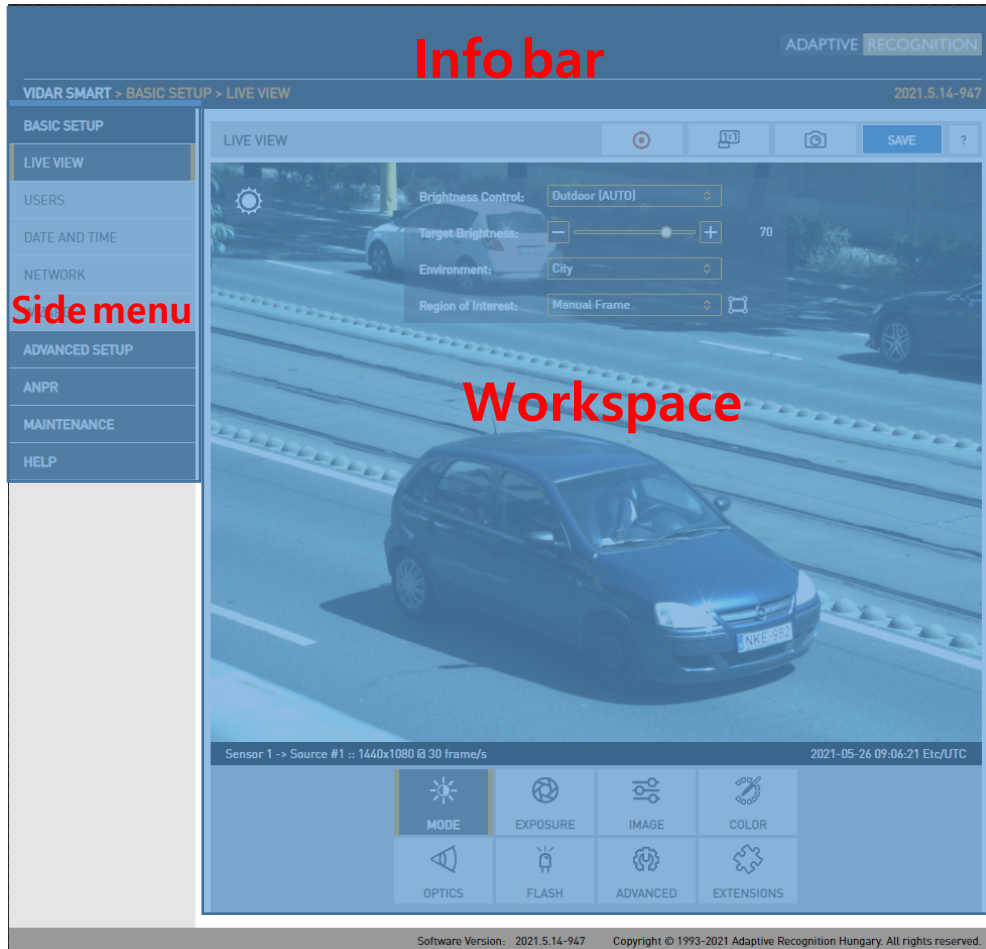 Info bar
ADAPTIVE RECOGNITION
VIDAR SMART > BASIC SETUP > LIVE VIEW
2021.5.14-947
BASIC SETUP
LIVE VIEW
USERS
DATE AND TIME
NETWORK
Side menu
ADVANCED SETUP
ANPR
MAINTENANCE
HELP
LIVE VIEW
1:1
SAVE
?
Brightness Control: Outdoor (AUTO)
Target Brightness: 70
Environment: City
Region of Interest: Manual Frame
Workspace
NKE-982
Sensor 1 -> Source #1 :: 1440x1080 @ 30 frame/s
2021-05-26 09:06:21 Etc/UTC
MODE
EXPOSURE
IMAGE
COLOR
OPTICS
FLASH
ADVANCED
EXTENSIONS
Software Version: 2021.5.14-947
Copyright © 1993-2021 Adaptive Recognition Hungary. All rights reserved.